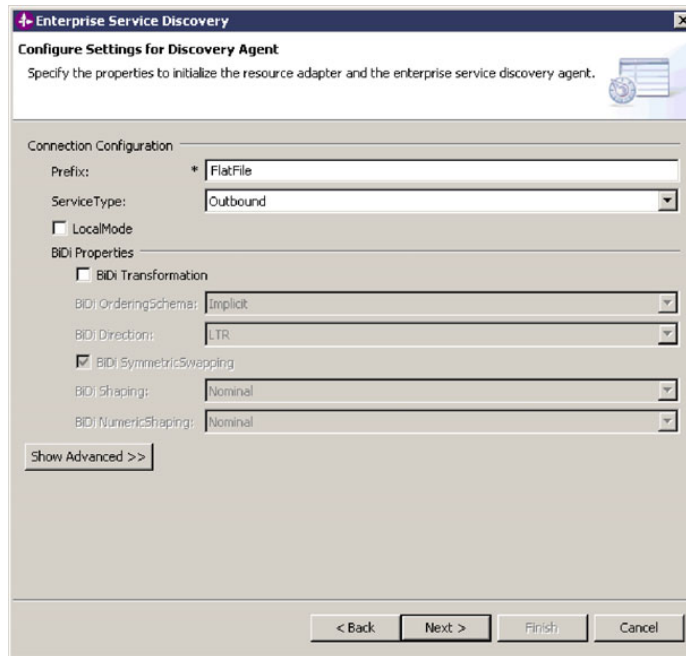 Enterprise Service Discovery
Configure Settings for Discovery Agent
Specify the properties to initialize the resource adapter and the enterprise service discovery agent.
Connection Configuration
Prefix: * FlatFile
ServiceType: Outbound
LocalMode
BiDi Properties
BiDi Transformation
BiDi OrderingSchema: Implicit
BiDi Direction: LTR
BiDi SymmetricSwapping
BiDi Shaping: Nominal
BiDi NumericShaping: Nominal
Show Advanced >>
< Back Next > Finish Cancel